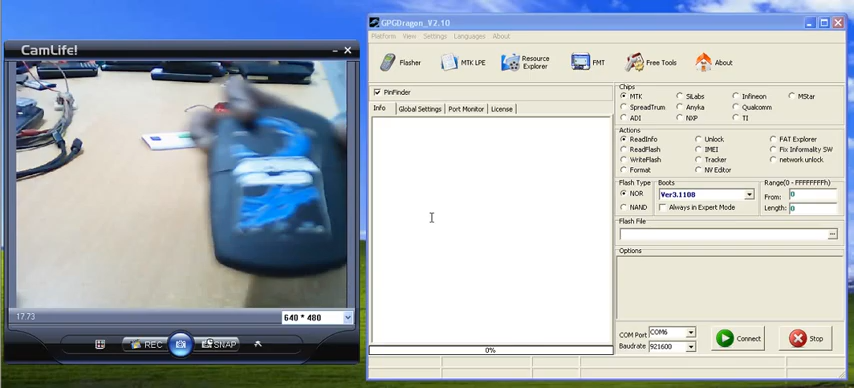 CamLife!
17.73
640 * 480
REC
SNAP
GPGDragon_V2.10
Platform View Settings Languages About
Flasher
MTK LPE
Resource
Explorer
FMT
Free Tools
About
PinFinder
Info Global Settings Port Monitor License
0%
Chips
MTK SiLabs Infineon MStar
SpreadTrum Anyka Qualcomm
ADI NXP TI
Actions
ReadInfo Unlock FAT Explorer
ReadFlash IMEI Fix Informality SW
WriteFlash Tracker network unlock
Format NV Editor
Flash Type Boots Range(0 - FFFFFFFFh)
NOR Ver3.1108 From: 0
NAND Always in Expert Mode Length: 0
Flash File
...
Options
COM Port COM6
Baudrate 921600
Connect
Stop